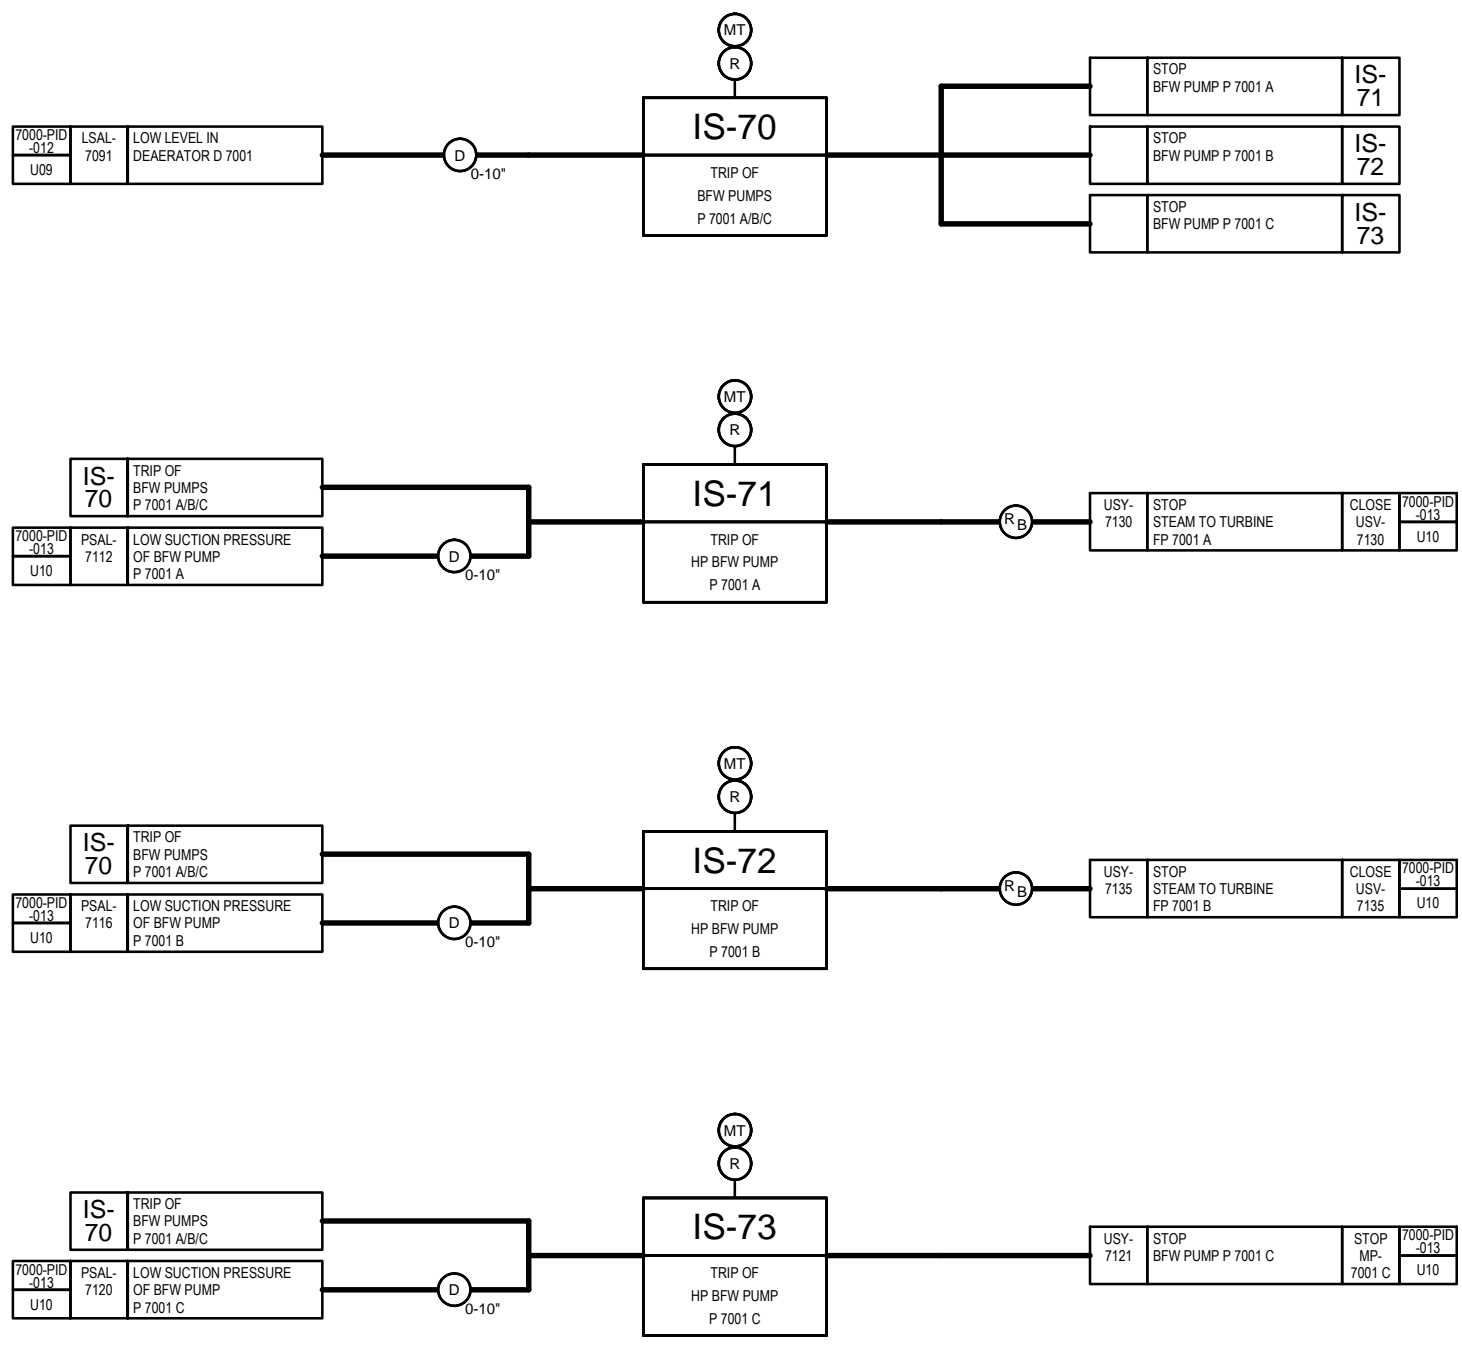 MT
R
IS-70
TRIP OF
BFW PUMPS
P 7001 A/B/C
7000-PID
-012
U09
LSAL-
7091
LOW LEVEL IN
DEAERATOR D 7001
D
0-10"
STOP
BFW PUMP P 7001 A
IS-
71
STOP
BFW PUMP P 7001 B
IS-
72
STOP
BFW PUMP P 7001 C
IS-
73
MT
R
IS-71
TRIP OF
HP BFW PUMP
P 7001 A
IS-
70
TRIP OF
BFW PUMPS
P 7001 A/B/C
7000-PID
-013
U10
PSAL-
7112
LOW SUCTION PRESSURE
OF BFW PUMP
P 7001 A
D
0-10"
RB
USY-
7130
STOP
STEAM TO TURBINE
FP 7001 A
CLOSE
USV-
7130
7000-PID
-013
U10
MT
R
IS-72
TRIP OF
HP BFW PUMP
P 7001 B
IS-
70
TRIP OF
BFW PUMPS
P 7001 A/B/C
7000-PID
-013
U10
PSAL-
7116
LOW SUCTION PRESSURE
OF BFW PUMP
P 7001 B
D
0-10"
RB
USY-
7135
STOP
STEAM TO TURBINE
FP 7001 B
CLOSE
USV-
7135
7000-PID
-013
U10
MT
R
IS-73
TRIP OF
HP BFW PUMP
P 7001 C
IS-
70
TRIP OF
BFW PUMPS
P 7001 A/B/C
7000-PID
-013
U10
PSAL-
7120
LOW SUCTION PRESSURE
OF BFW PUMP
P 7001 C
D
0-10"
USY-
7121
STOP
BFW PUMP P 7001 C
STOP
MP-
7001 C
7000-PID
-013
U10